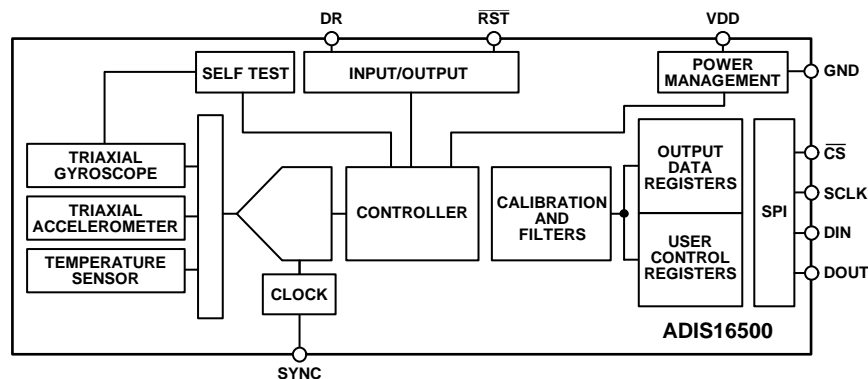 DR
RST
VDD
SELF TEST
INPUT/OUTPUT
POWER
MANAGEMENT
GND
TRIAXIAL
GYROSCOPE
TRIAXIAL
ACCELEROMETER
TEMPERATURE
SENSOR
CONTROLLER
CALIBRATION
AND
FILTERS
OUTPUT
DATA
REGISTERS
USER
CONTROL
REGISTERS
SPI
CS
SCLK
DIN
DOUT
CLOCK
ADIS16500
SYNC